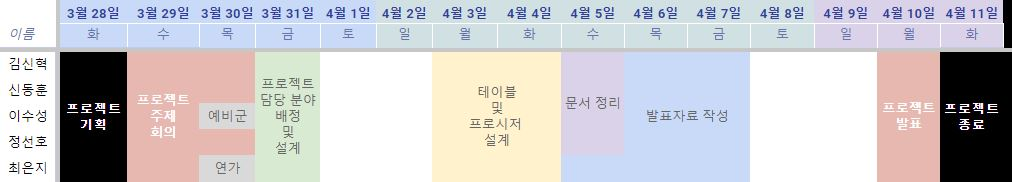 3월 28일 3월 29일 3월 30일 3월 31일 4월 1일 4월 2일 4월 3일 4월 4일 4월 5일 4월 6일 4월 7일 4월 8일 4월 9일 4월 10일 4월 11일
이름 화 수 목 금 토 일 월 화 수 목 금 토 일 월 화
김신혁
신동훈
이수성
정선호
최은지
프로젝트
기획
프로젝트
주제
회의
예비군
연가
프로젝트
담당 분야
배정
및
설계
테이블
및
프로시저
설계
문서 정리
발표자료 작성
프로젝트
발표
프로젝트
종료